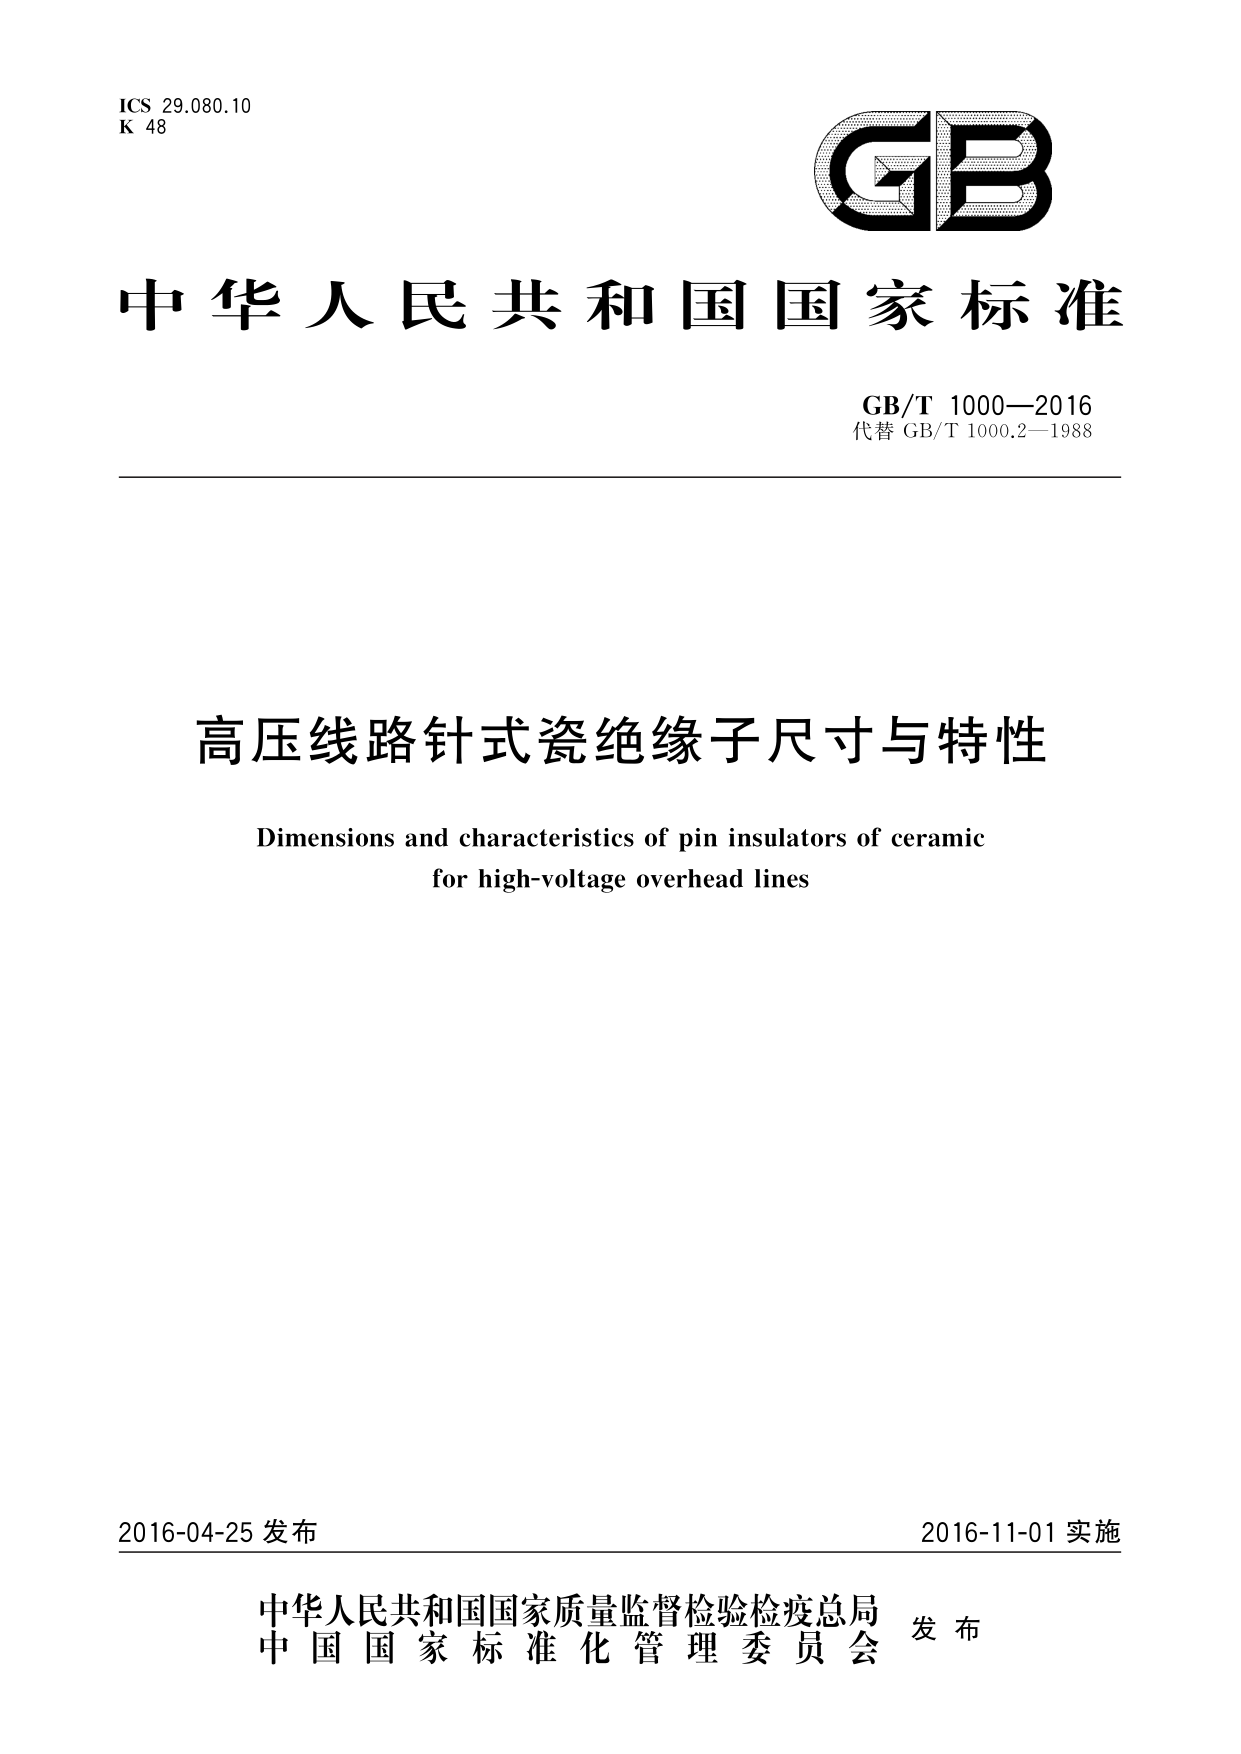 ICS 29.080.10
K 48
GB
中华人民共和国国家标准
GB/T 1000—2016
代替 GB/T 1000.2—1988
高压线路针式瓷绝缘子尺寸与特性
Dimensions and characteristics of pin insulators of ceramic
for high-voltage overhead lines
2016-04-25 发布
2016-11-01 实施
中华人民共和国国家质量监督检验检疫总局
中国国家标准化管理委员会
发布